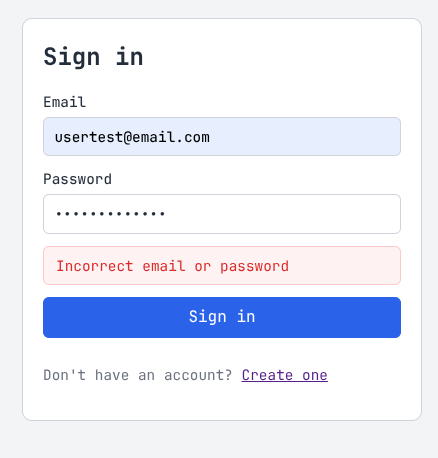 Sign in
Email
usertest@email.com
Password
•••••••••••••
Incorrect email or password
Sign in
Don't have an account? Create one